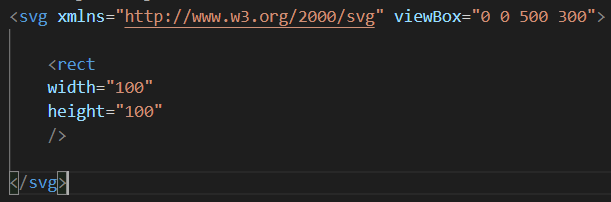 <svg xmlns="http://www.w3.org/2000/svg" viewBox="0 0 500 300">
<rect
width="100"
height="100"
/>
</svg>